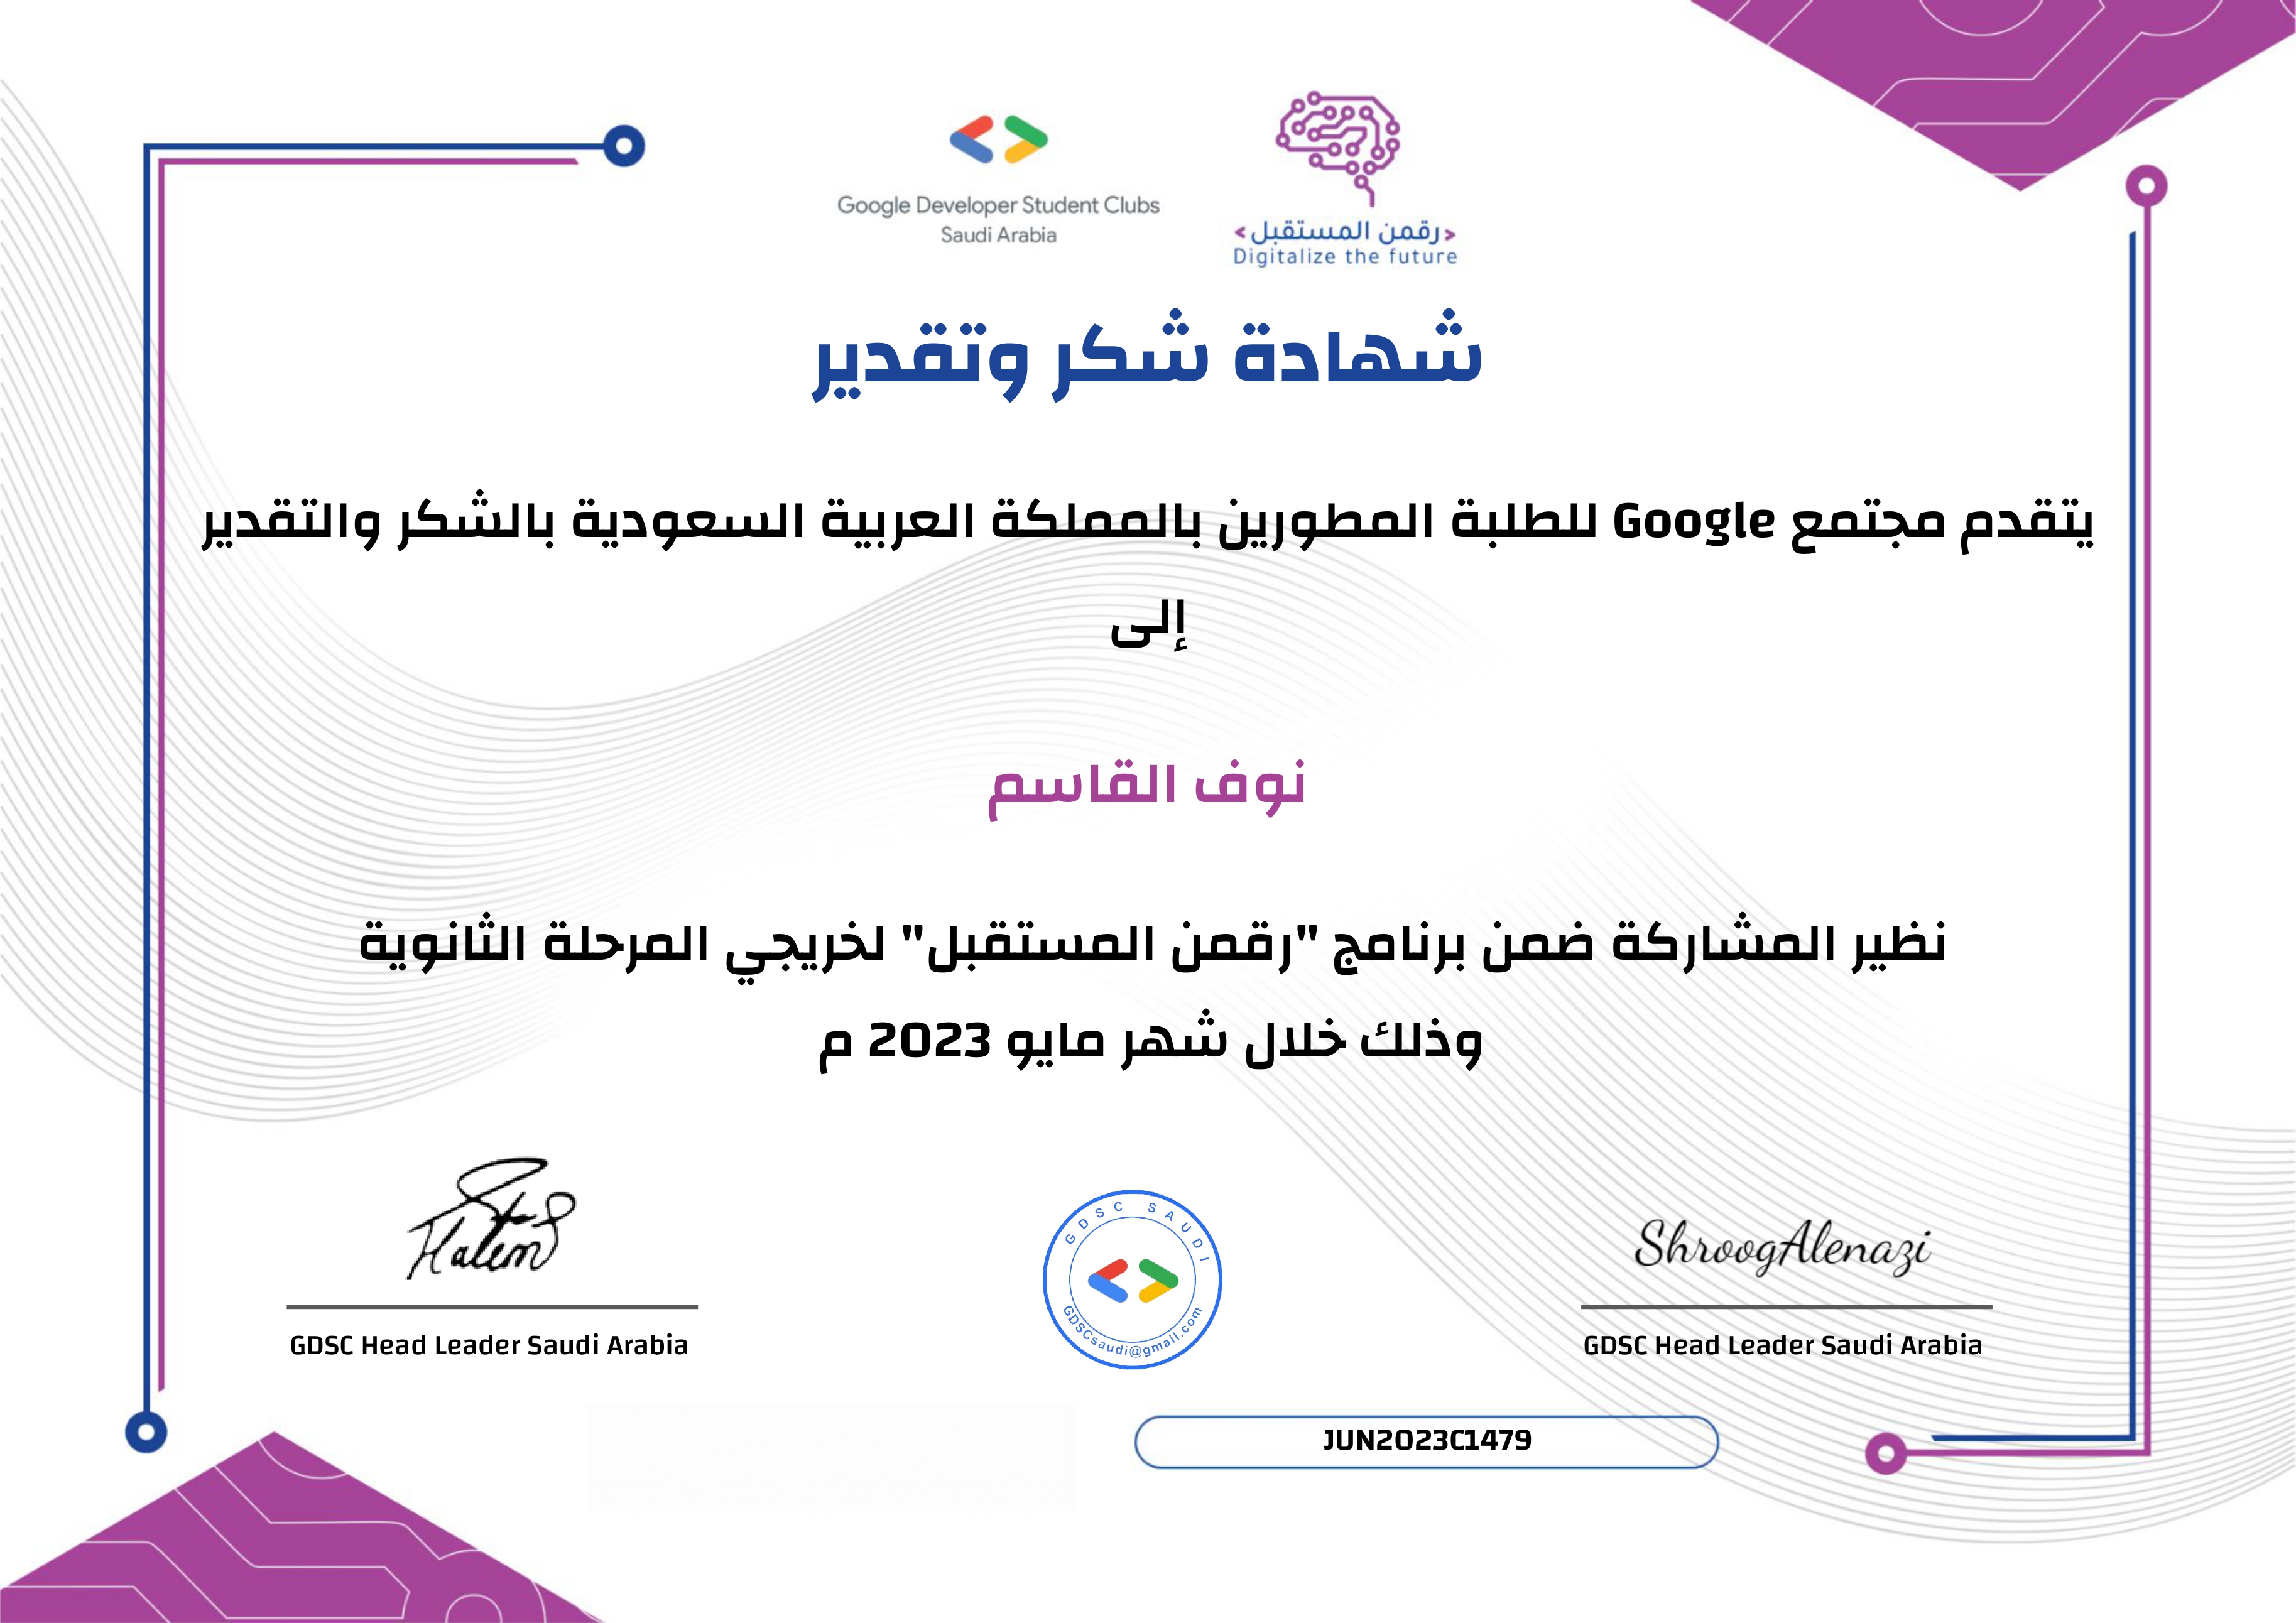 Google Developer Student Clubs
Saudi Arabia
<رقمن المستقبل>
Digitalize the future
شهادة شكر وتقدير
يتقدم مجتمع Google للطلبة المطورين بالمملكة العربية السعودية بالشكر والتقدير
إلى
نوف القاسم
نظير المشاركة ضمن برنامج "رقمن المستقبل" لخريجي المرحلة الثانوية
وذلك خلال شهر مايو 2023 م
Hatem
GDSC Head Leader Saudi Arabia
GDSC SAUDI
GDSCsaudi@gmail.com
ShroogAlenazi
GDSC Head Leader Saudi Arabia
JUN2023C1479